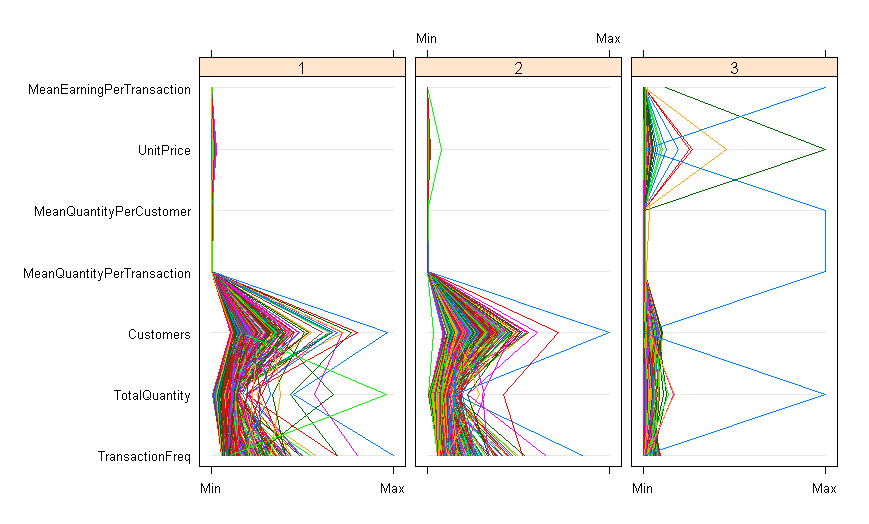 Min Max
1 2 3
MeanEarningPerTransaction
UnitPrice
MeanQuantityPerCustomer
MeanQuantityPerTransaction
Customers
TotalQuantity
TransactionFreq
Min Max Min Max